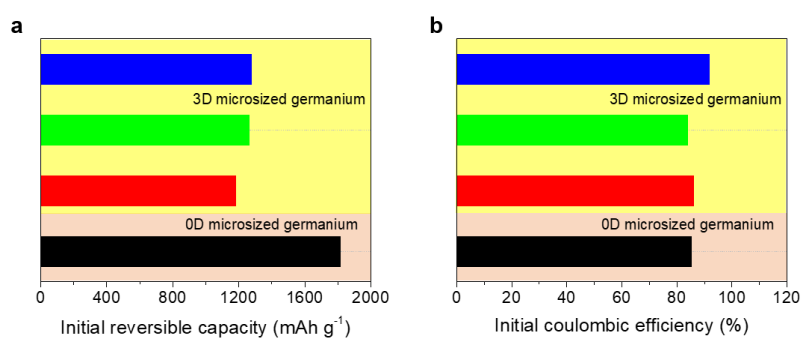 a
3D microsized germanium
0D microsized germanium
0 400 800 1200 1600 2000
Initial reversible capacity (mAh g⁻¹)
b
3D microsized germanium
0D microsized germanium
0 20 40 60 80 100 120
Initial coulombic efficiency (%)